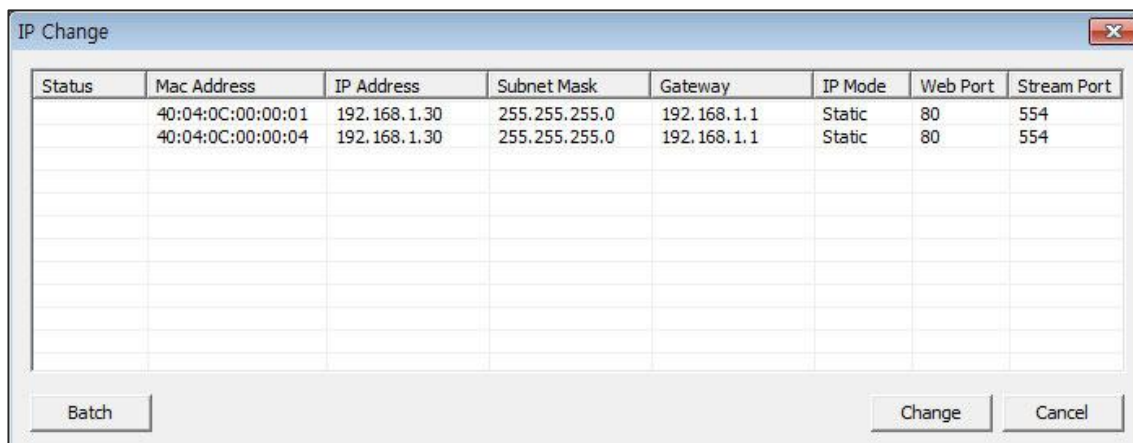 IP Change
Status Mac Address IP Address Subnet Mask Gateway IP Mode Web Port Stream Port
40:04:0C:00:00:01 192.168.1.30 255.255.255.0 192.168.1.1 Static 80 554
40:04:0C:00:00:04 192.168.1.30 255.255.255.0 192.168.1.1 Static 80 554
Batch Change Cancel